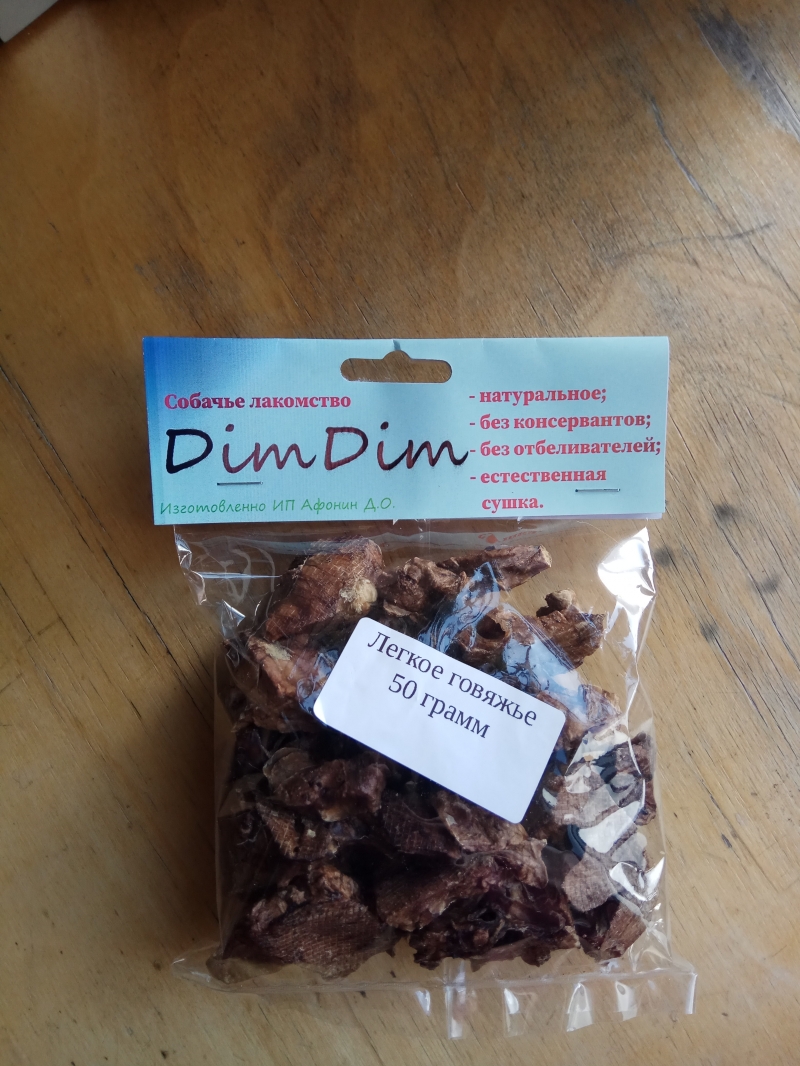 Собачье лакомство
DimDim
Изготовленно ИП Афонин Д.О.
- натуральное;
- без консервантов;
- без отбеливателей;
- естественная
сушка.
Легкое говяжье
50 грамм